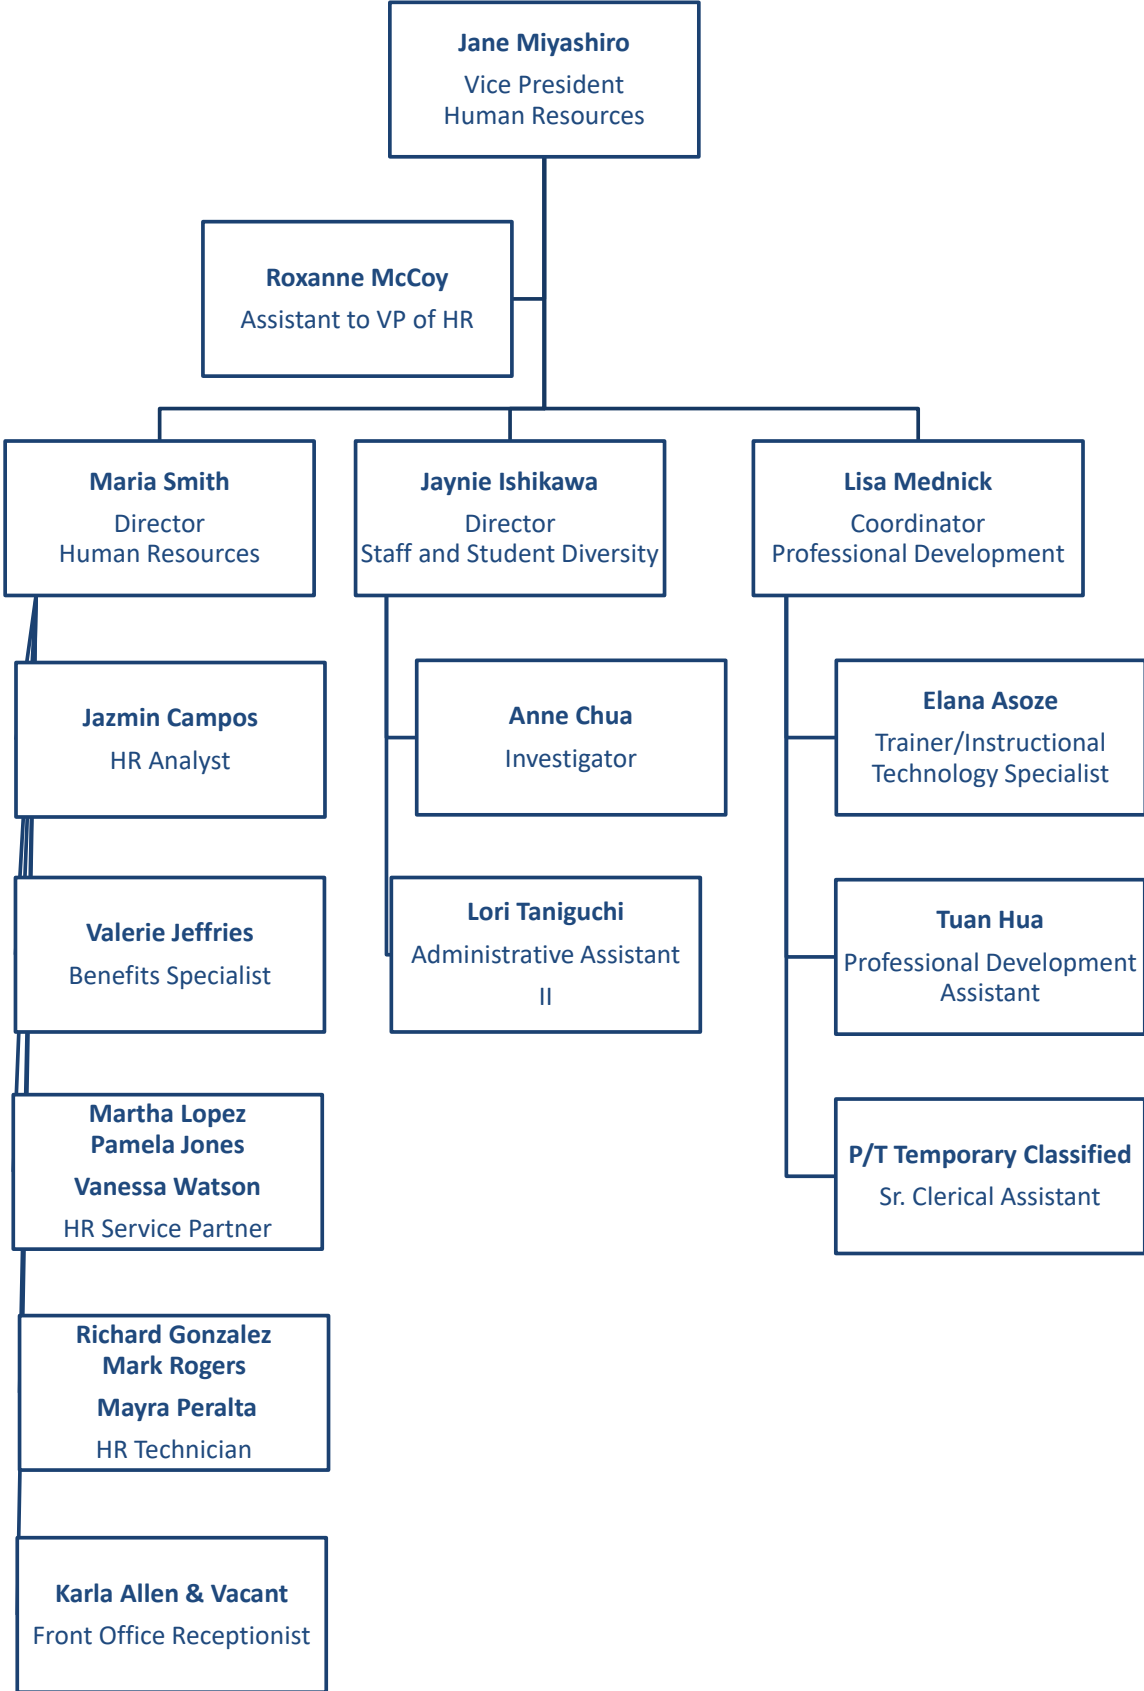 Jane Miyashiro
Vice President
Human Resources
Roxanne McCoy
Assistant to VP of HR
Maria Smith
Director
Human Resources
Jaynie Ishikawa
Director
Staff and Student Diversity
Lisa Mednick
Coordinator
Professional Development
Jazmin Campos
HR Analyst
Anne Chua
Investigator
Elana Asoze
Trainer/Instructional
Technology Specialist
Valerie Jeffries
Benefits Specialist
Lori Taniguchi
Administrative Assistant
II
Tuan Hua
Professional Development
Assistant
Martha Lopez
Pamela Jones
Vanessa Watson
HR Service Partner
P/T Temporary Classified
Sr. Clerical Assistant
Richard Gonzalez
Mark Rogers
Mayra Peralta
HR Technician
Karla Allen & Vacant
Front Office Receptionist